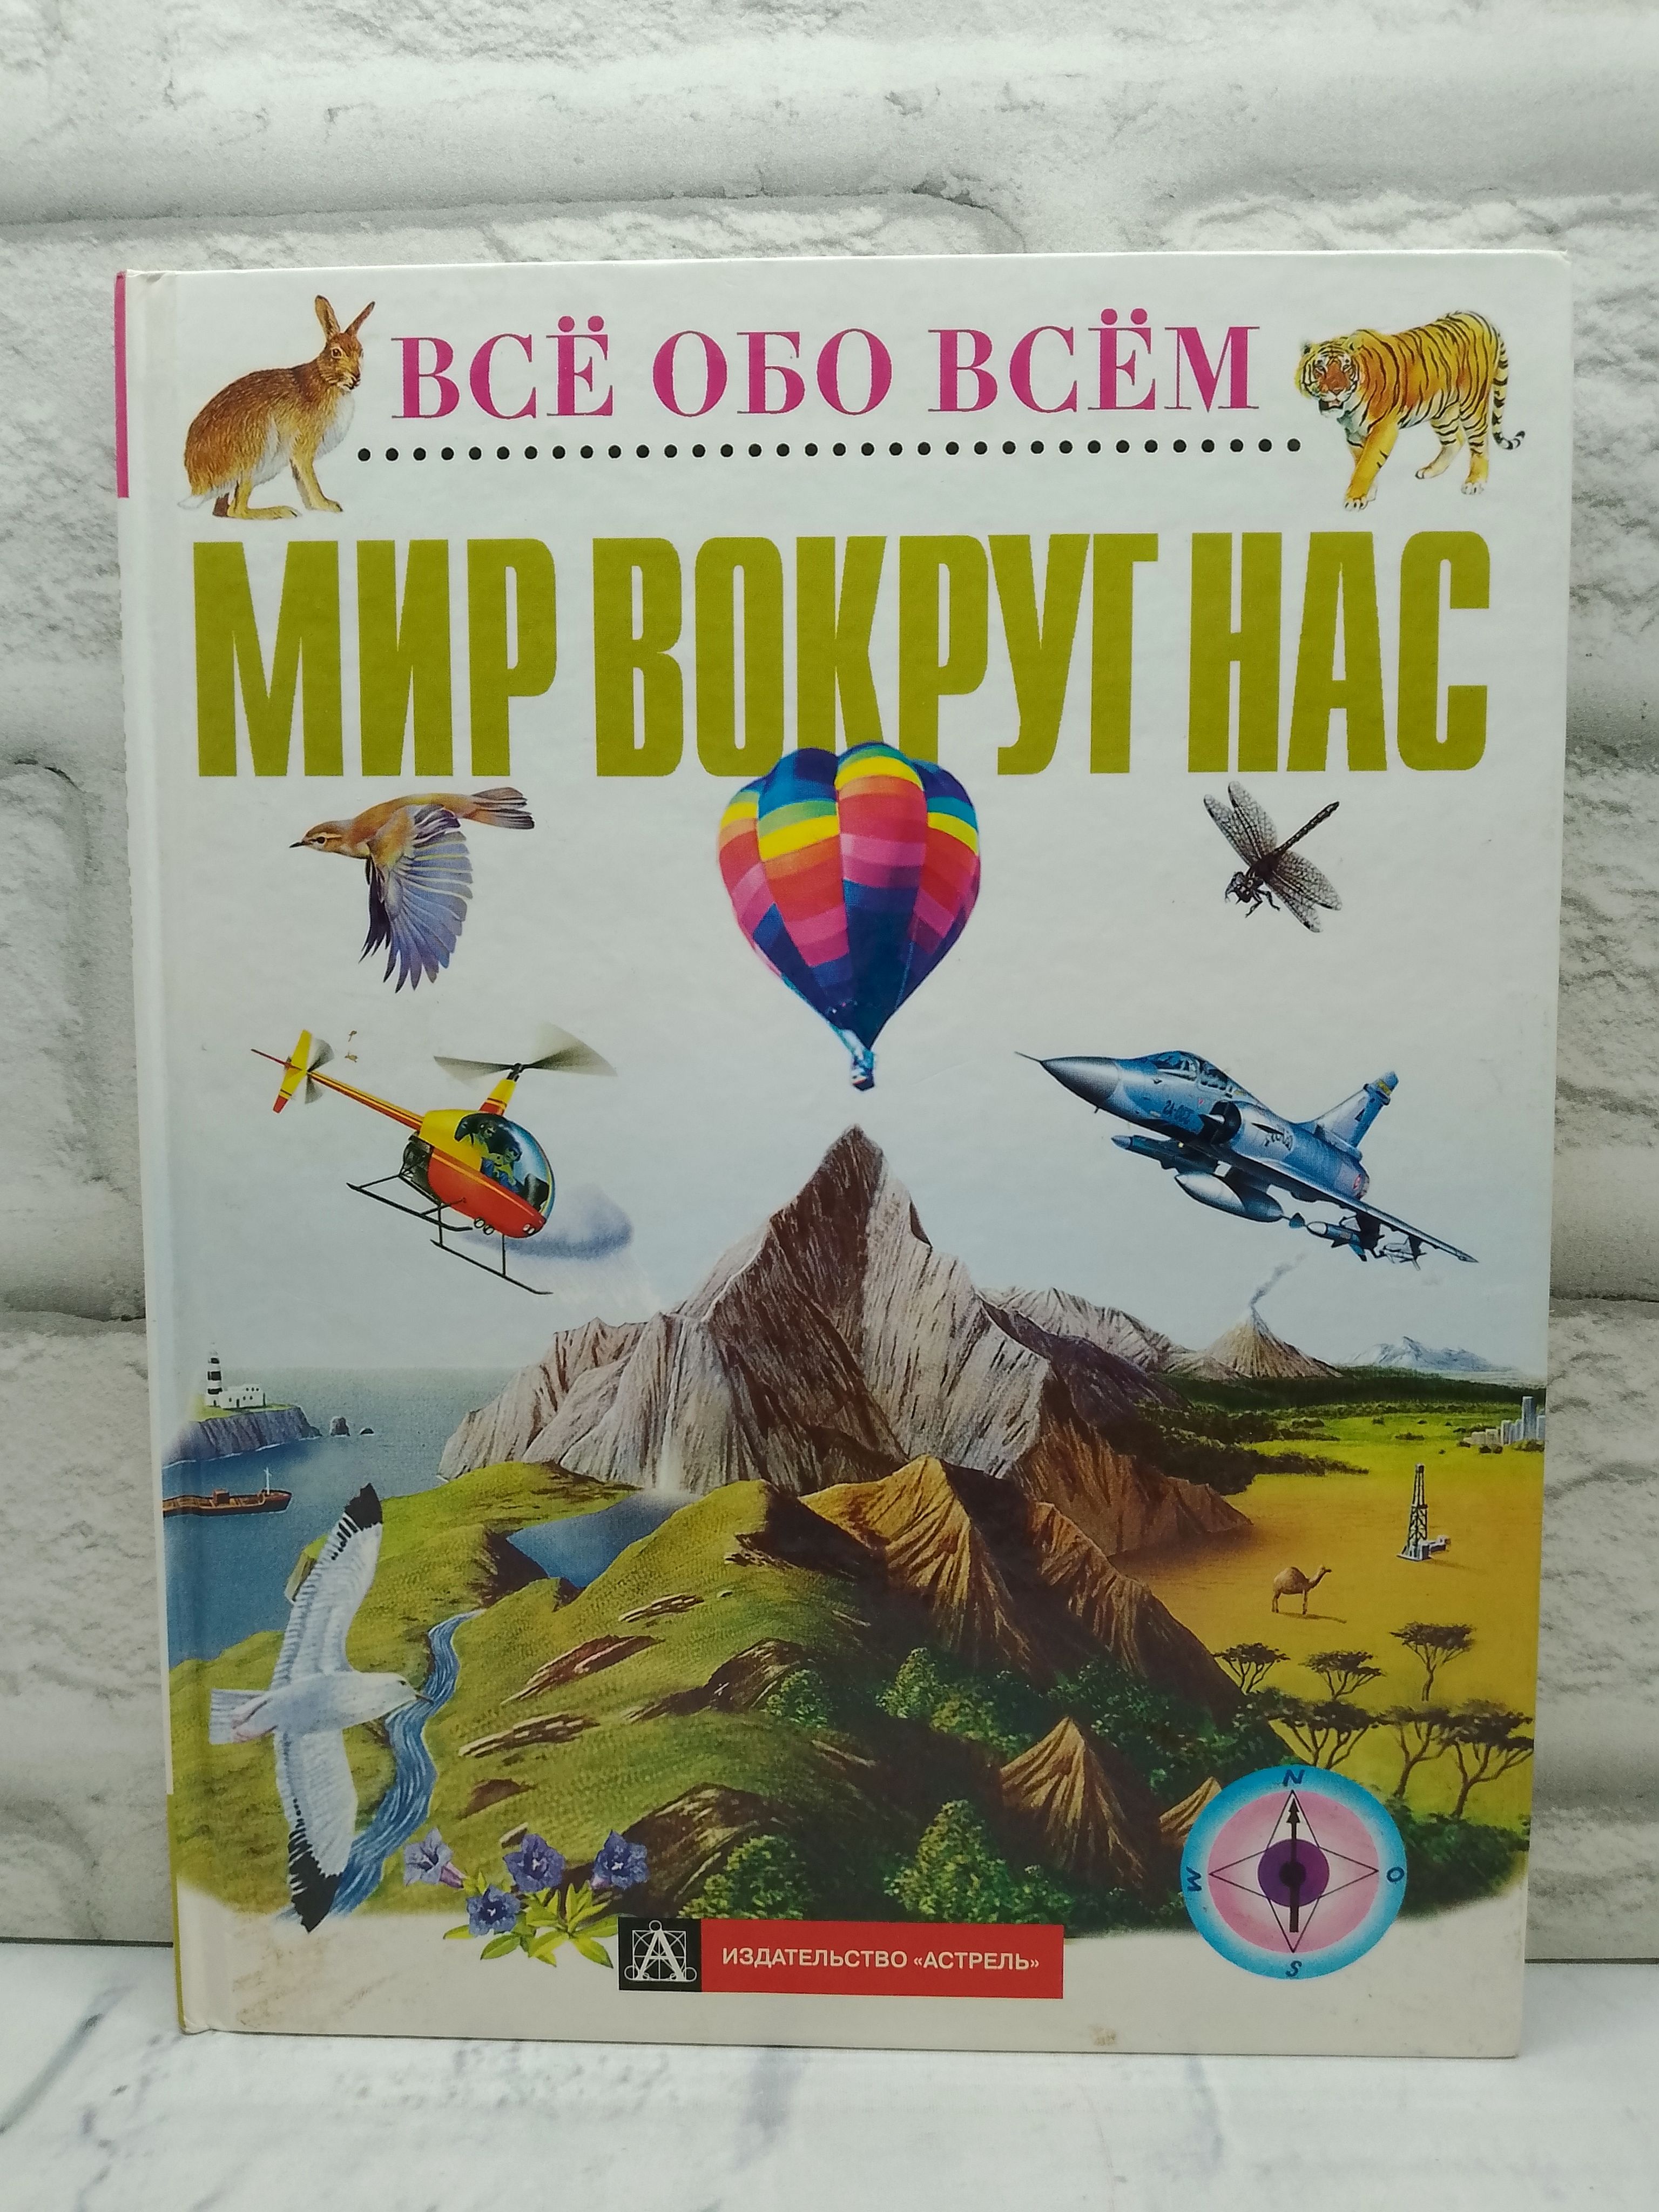 ВСЁ ОБО ВСЁМ
МИР ВОКРУГ НАС
N
W O
S
А
ИЗДАТЕЛЬСТВО «АСТРЕЛЬ»